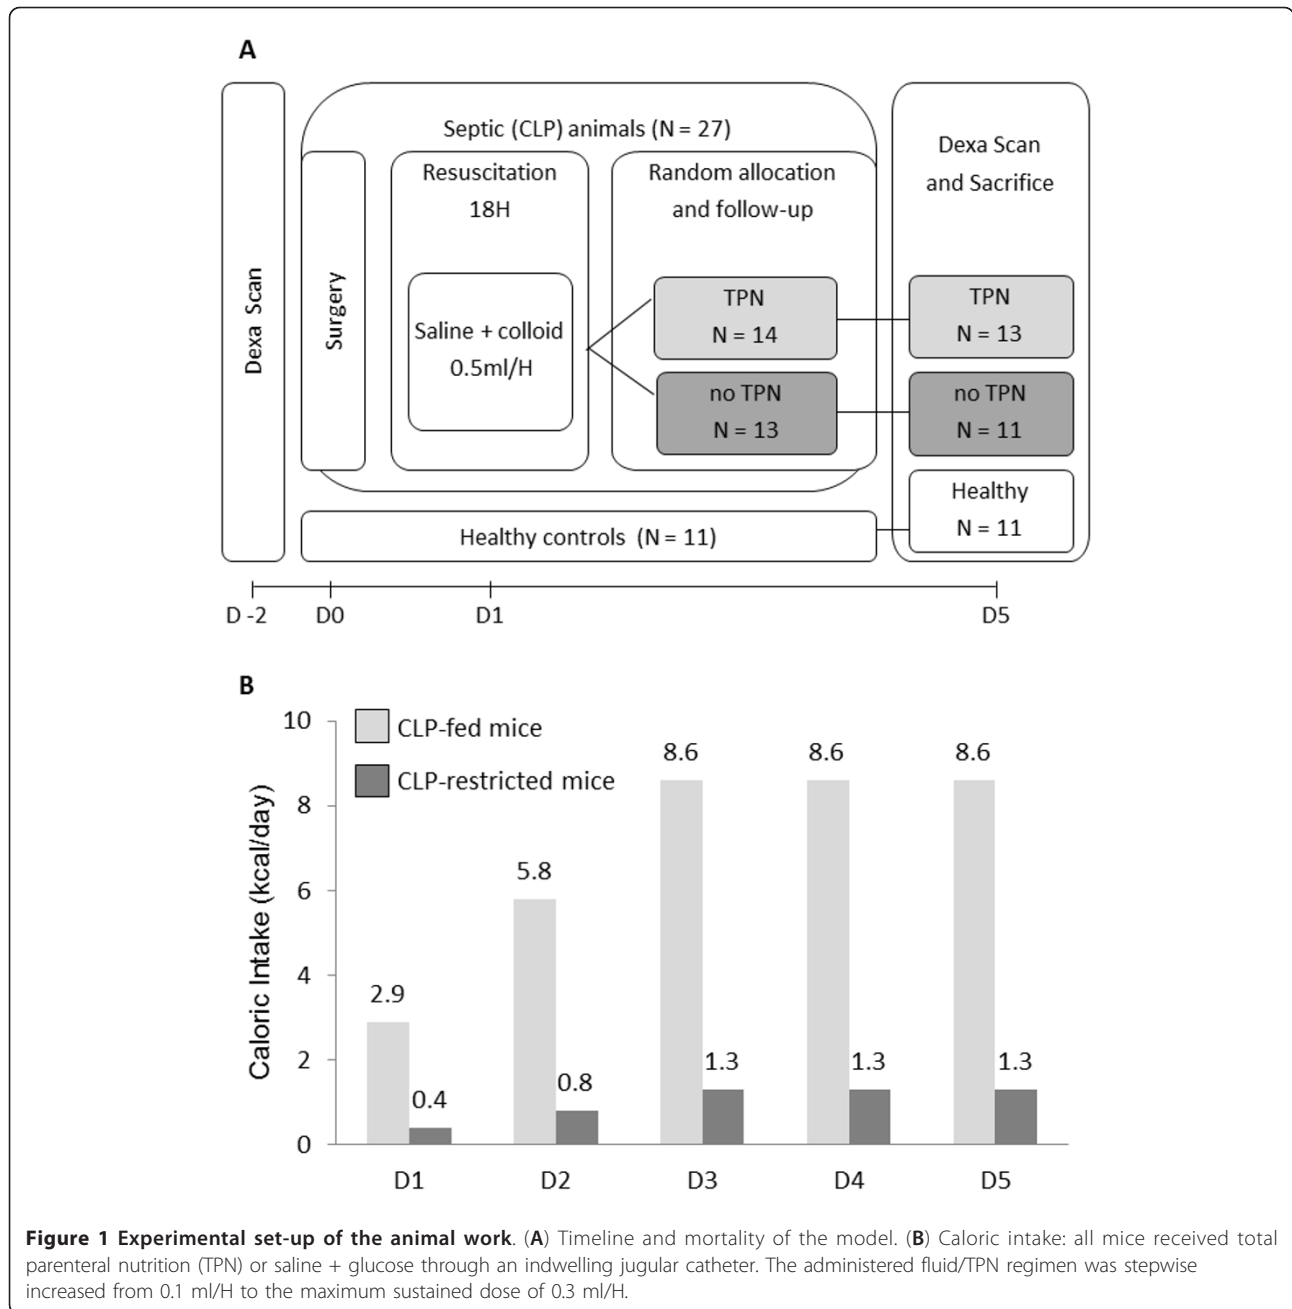 A
Dexa Scan
Septic (CLP) animals (N = 27)
Surgery
Resuscitation
18H
Saline + colloid
0.5ml/H
Random allocation
and follow-up
TPN
N = 14
no TPN
N = 13
Dexa Scan
and Sacrifice
TPN
N = 13
no TPN
N = 11
Healthy
N = 11
Healthy controls (N = 11)
D -2
D0
D1
D5
B
Caloric Intake (kcal/day)
10
8
6
4
2
0
CLP-fed mice
CLP-restricted mice
2.9
0.4
5.8
0.8
8.6
1.3
8.6
1.3
8.6
1.3
D1
D2
D3
D4
D5
Figure 1 Experimental set-up of the animal work. (A) Timeline and mortality of the model. (B) Caloric intake: all mice received total
parenteral nutrition (TPN) or saline + glucose through an indwelling jugular catheter. The administered fluid/TPN regimen was stepwise
increased from 0.1 ml/H to the maximum sustained dose of 0.3 ml/H.